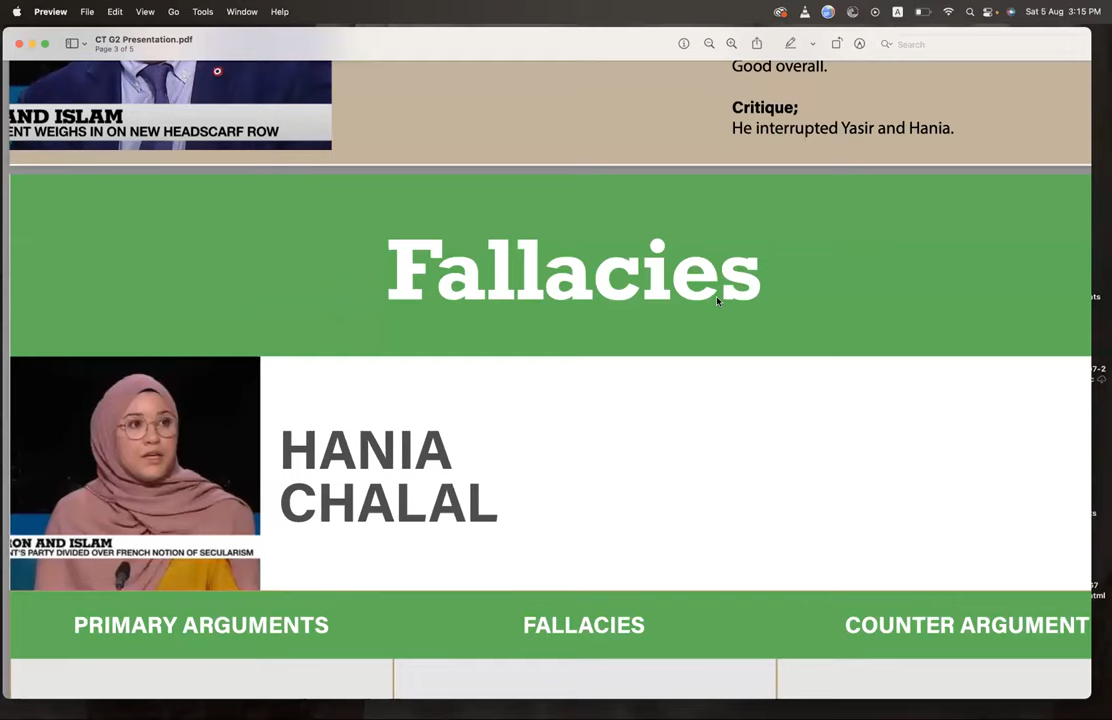 Preview File Edit View Go Tools Window Help
A
Sat 5 Aug 3:15 PM
CT G2 Presentation.pdf
Page 3 of 5
Search
Good overall.
AND ISLAM
ENT WEIGHS IN ON NEW HEADSCARF ROW
Critique;
He interrupted Yasir and Hania.
Fallacies
HANIA
CHALAL
ON AND ISLAM
NT'S PARTY DIVIDED OVER FRENCH NOTION OF SECULARISM
PRIMARY ARGUMENTS
FALLACIES
COUNTER ARGUMENT